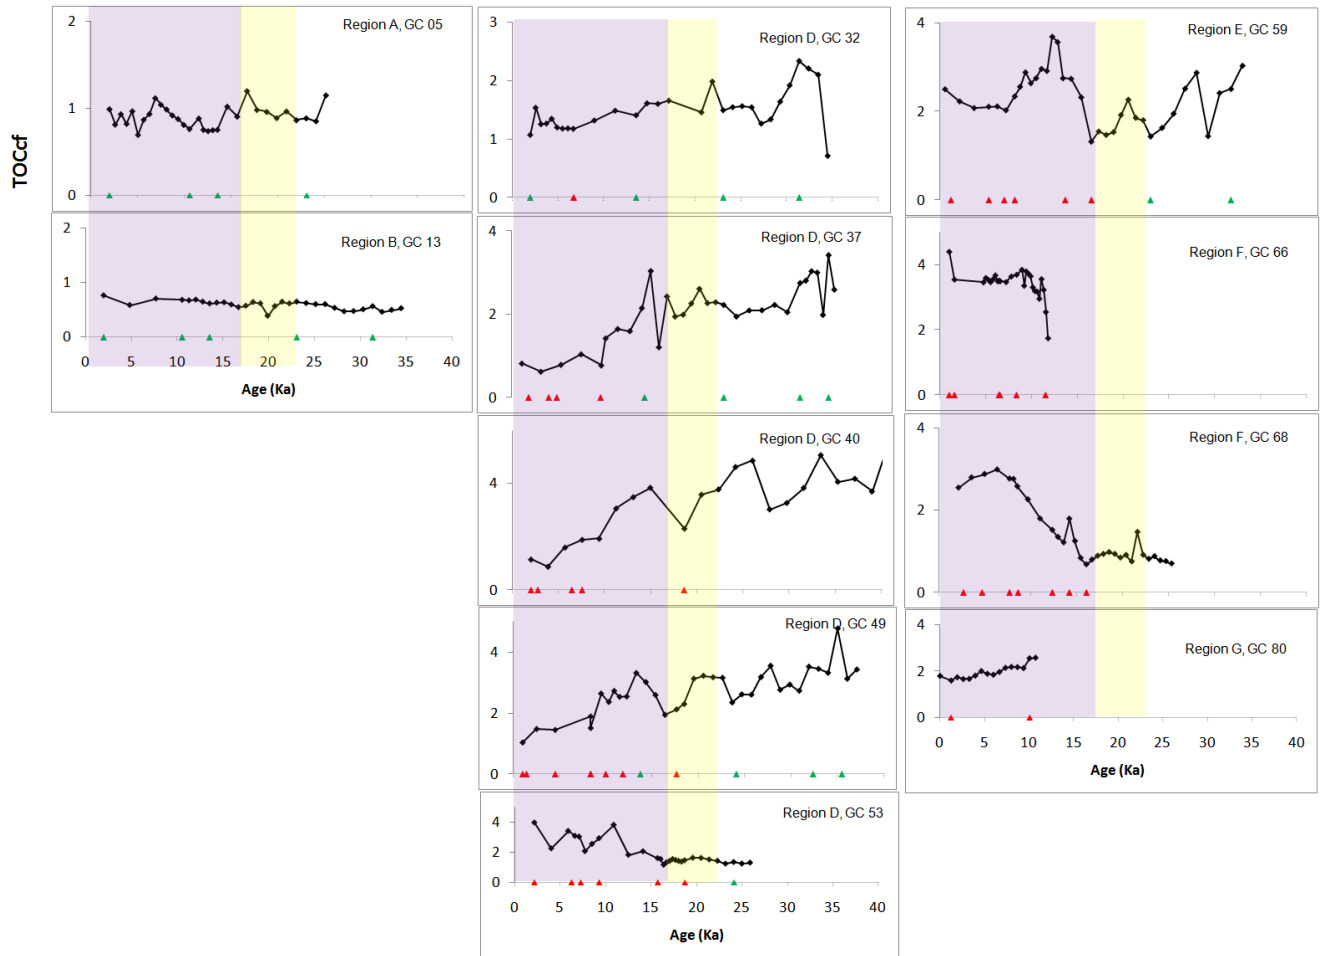 TOCcf
Region A, GC 05
2
1
0
Region B, GC 13
2
1
0
0 5 10 15 20 25 30 35 40
Age (Ka)
Region D, GC 32
3
2
1
0
Region D, GC 37
4
2
0
Region D, GC 40
4
0
Region D, GC 49
4
2
0
Region D, GC 53
4
2
0
0 5 10 15 20 25 30 35 40
Age (Ka)
Region E, GC 59
4
2
0
Region F, GC 66
4
2
0
Region F, GC 68
4
2
0
Region G, GC 80
4
2
0
0 5 10 15 20 25 30 35 40
Age (Ka)